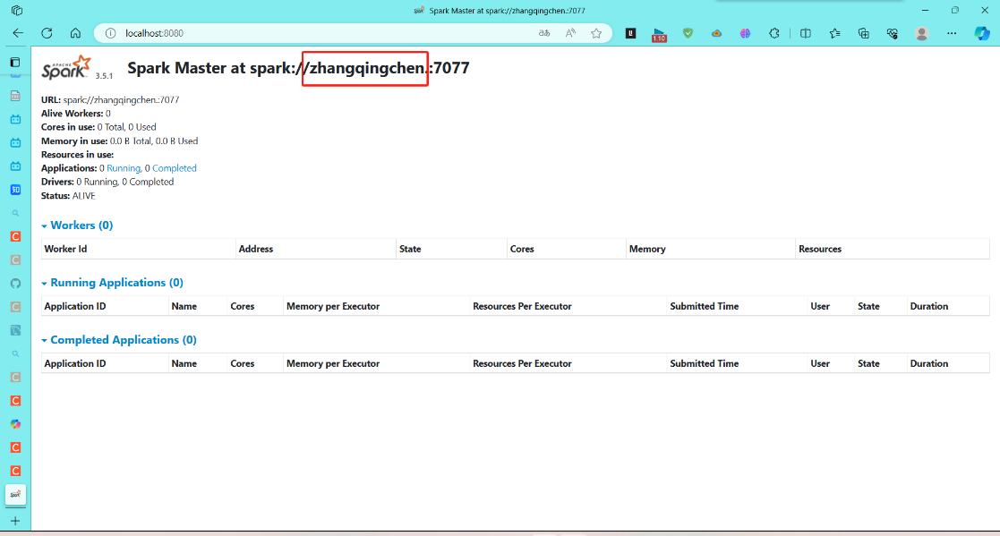 Spark Master at spark://zhangqingchen.:7077
localhost:8080
1.10
APACHE
Spark 3.5.1 Spark Master at spark://zhangqingchen.:7077
URL: spark://zhangqingchen.:7077
Alive Workers: 0
Cores in use: 0 Total, 0 Used
Memory in use: 0.0 B Total, 0.0 B Used
Resources in use:
Applications: 0 Running, 0 Completed
Drivers: 0 Running, 0 Completed
Status: ALIVE
Workers (0)
Worker Id Address State Cores Memory Resources
Running Applications (0)
Application ID Name Cores Memory per Executor Resources Per Executor Submitted Time User State Duration
Completed Applications (0)
Application ID Name Cores Memory per Executor Resources Per Executor Submitted Time User State Duration